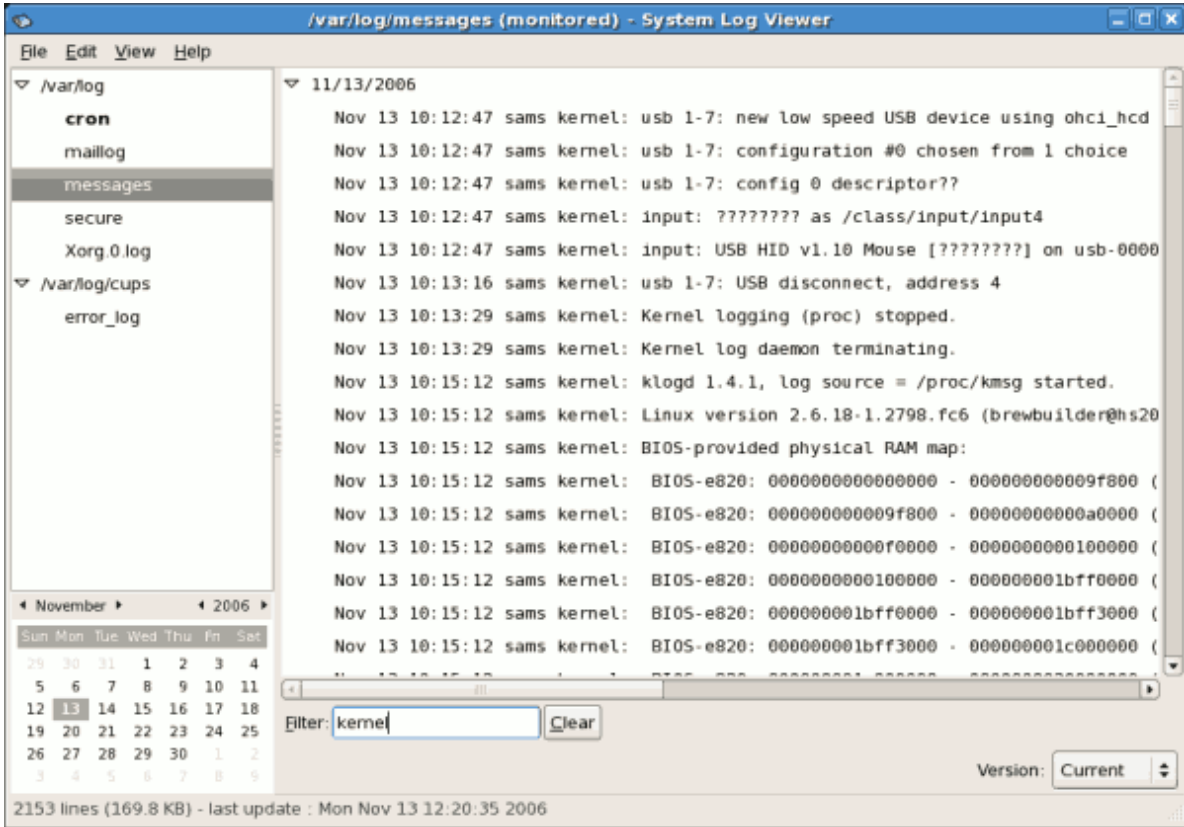 /var/log/messages (monitored) - System Log Viewer
File Edit View Help
/var/log
cron
maillog
messages
secure
Xorg.0.log
/var/log/cups
error_log
11/13/2006
Nov 13 10:12:47 sams kernel: usb 1-7: new low speed USB device using ohci_hcd
Nov 13 10:12:47 sams kernel: usb 1-7: configuration #0 chosen from 1 choice
Nov 13 10:12:47 sams kernel: usb 1-7: config 0 descriptor??
Nov 13 10:12:47 sams kernel: input: ???????? as /class/input/input4
Nov 13 10:12:47 sams kernel: input: USB HID v1.10 Mouse [????????] on usb-0000
Nov 13 10:13:16 sams kernel: usb 1-7: USB disconnect, address 4
Nov 13 10:13:29 sams kernel: Kernel logging (proc) stopped.
Nov 13 10:13:29 sams kernel: Kernel log daemon terminating.
Nov 13 10:15:12 sams kernel: klogd 1.4.1, log source = /proc/kmsg started.
Nov 13 10:15:12 sams kernel: Linux version 2.6.18-1.2798.fc6 (brewbuilder@hs20
Nov 13 10:15:12 sams kernel: BIOS-provided physical RAM map:
Nov 13 10:15:12 sams kernel: BIOS-e820: 0000000000000000 - 000000000009f800 (
Nov 13 10:15:12 sams kernel: BIOS-e820: 000000000009f800 - 00000000000a0000 (
Nov 13 10:15:12 sams kernel: BIOS-e820: 00000000000f0000 - 0000000000100000 (
Nov 13 10:15:12 sams kernel: BIOS-e820: 0000000000100000 - 000000001bff0000 (
Nov 13 10:15:12 sams kernel: BIOS-e820: 000000001bff0000 - 000000001bff3000 (
Nov 13 10:15:12 sams kernel: BIOS-e820: 000000001bff3000 - 000000001c000000 (
November 2006
Sun Mon Tue Wed Thu Fri Sat
29 30 31 1 2 3 4
5 6 7 8 9 10 11
12 13 14 15 16 17 18
19 20 21 22 23 24 25
26 27 28 29 30 1 2
3 4 5 6 7 8 9
Filter: kernel Clear
Version: Current
2153 lines (169.8 KB) - last update : Mon Nov 13 12:20:35 2006